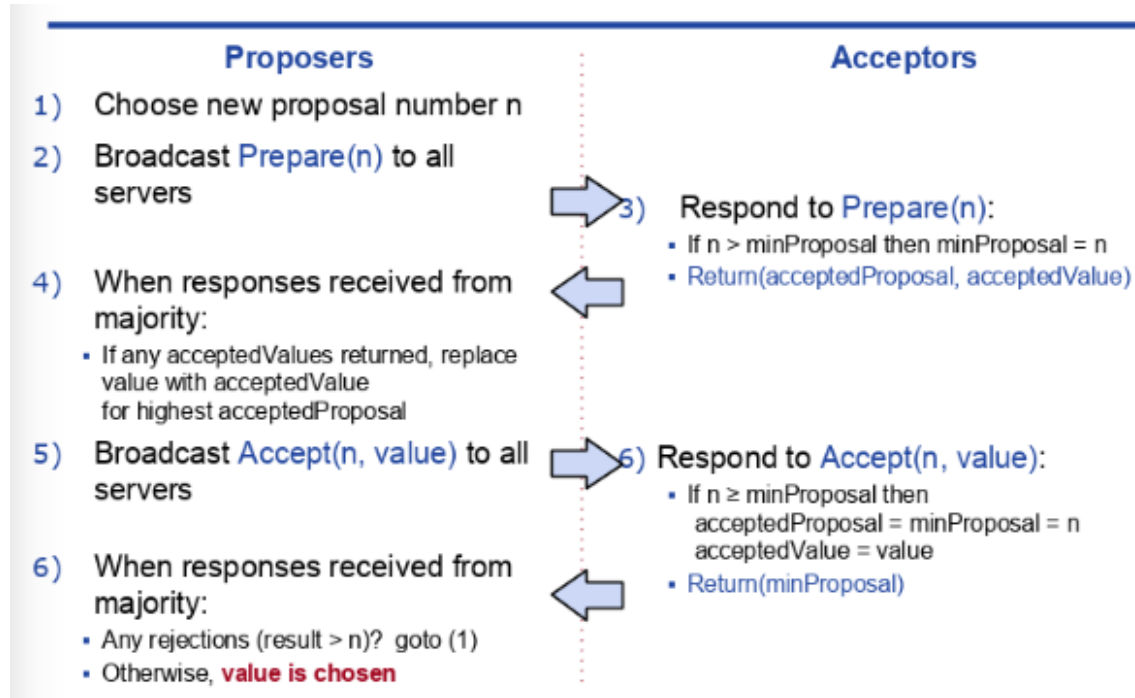 Proposers
1) Choose new proposal number n
2) Broadcast Prepare(n) to all
servers
4) When responses received from
majority:
▪ If any acceptedValues returned, replace
value with acceptedValue
for highest acceptedProposal
5) Broadcast Accept(n, value) to all
servers
6) When responses received from
majority:
▪ Any rejections (result > n)? goto (1)
▪ Otherwise, value is chosen
Acceptors
3) Respond to Prepare(n):
▪ If n > minProposal then minProposal = n
▪ Return(acceptedProposal, acceptedValue)
6) Respond to Accept(n, value):
▪ If n ≥ minProposal then
acceptedProposal = minProposal = n
acceptedValue = value
▪ Return(minProposal)